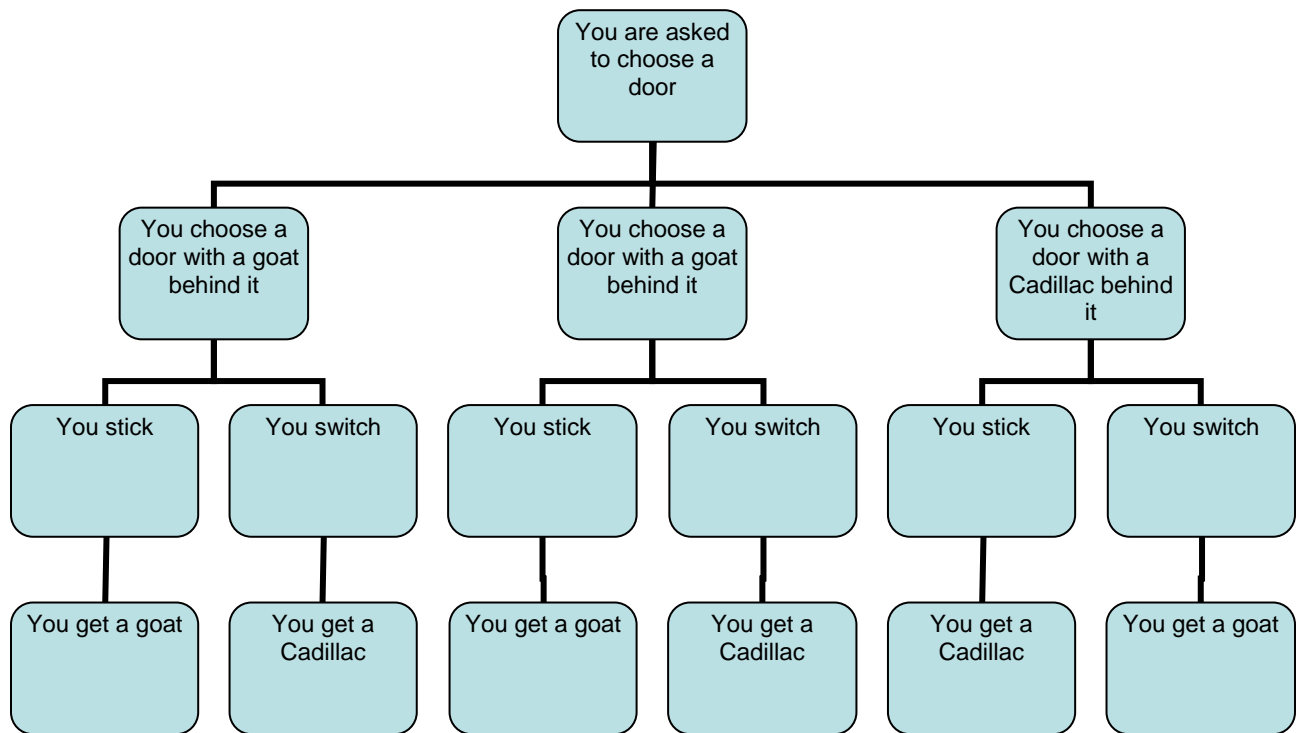 You are asked
to choose a
door
You choose a
door with a goat
behind it
You choose a
door with a goat
behind it
You choose a
door with a
Cadillac behind
it
You stick
You switch
You stick
You switch
You stick
You switch
You get a goat
You get a
Cadillac
You get a goat
You get a
Cadillac
You get a
Cadillac
You get a goat